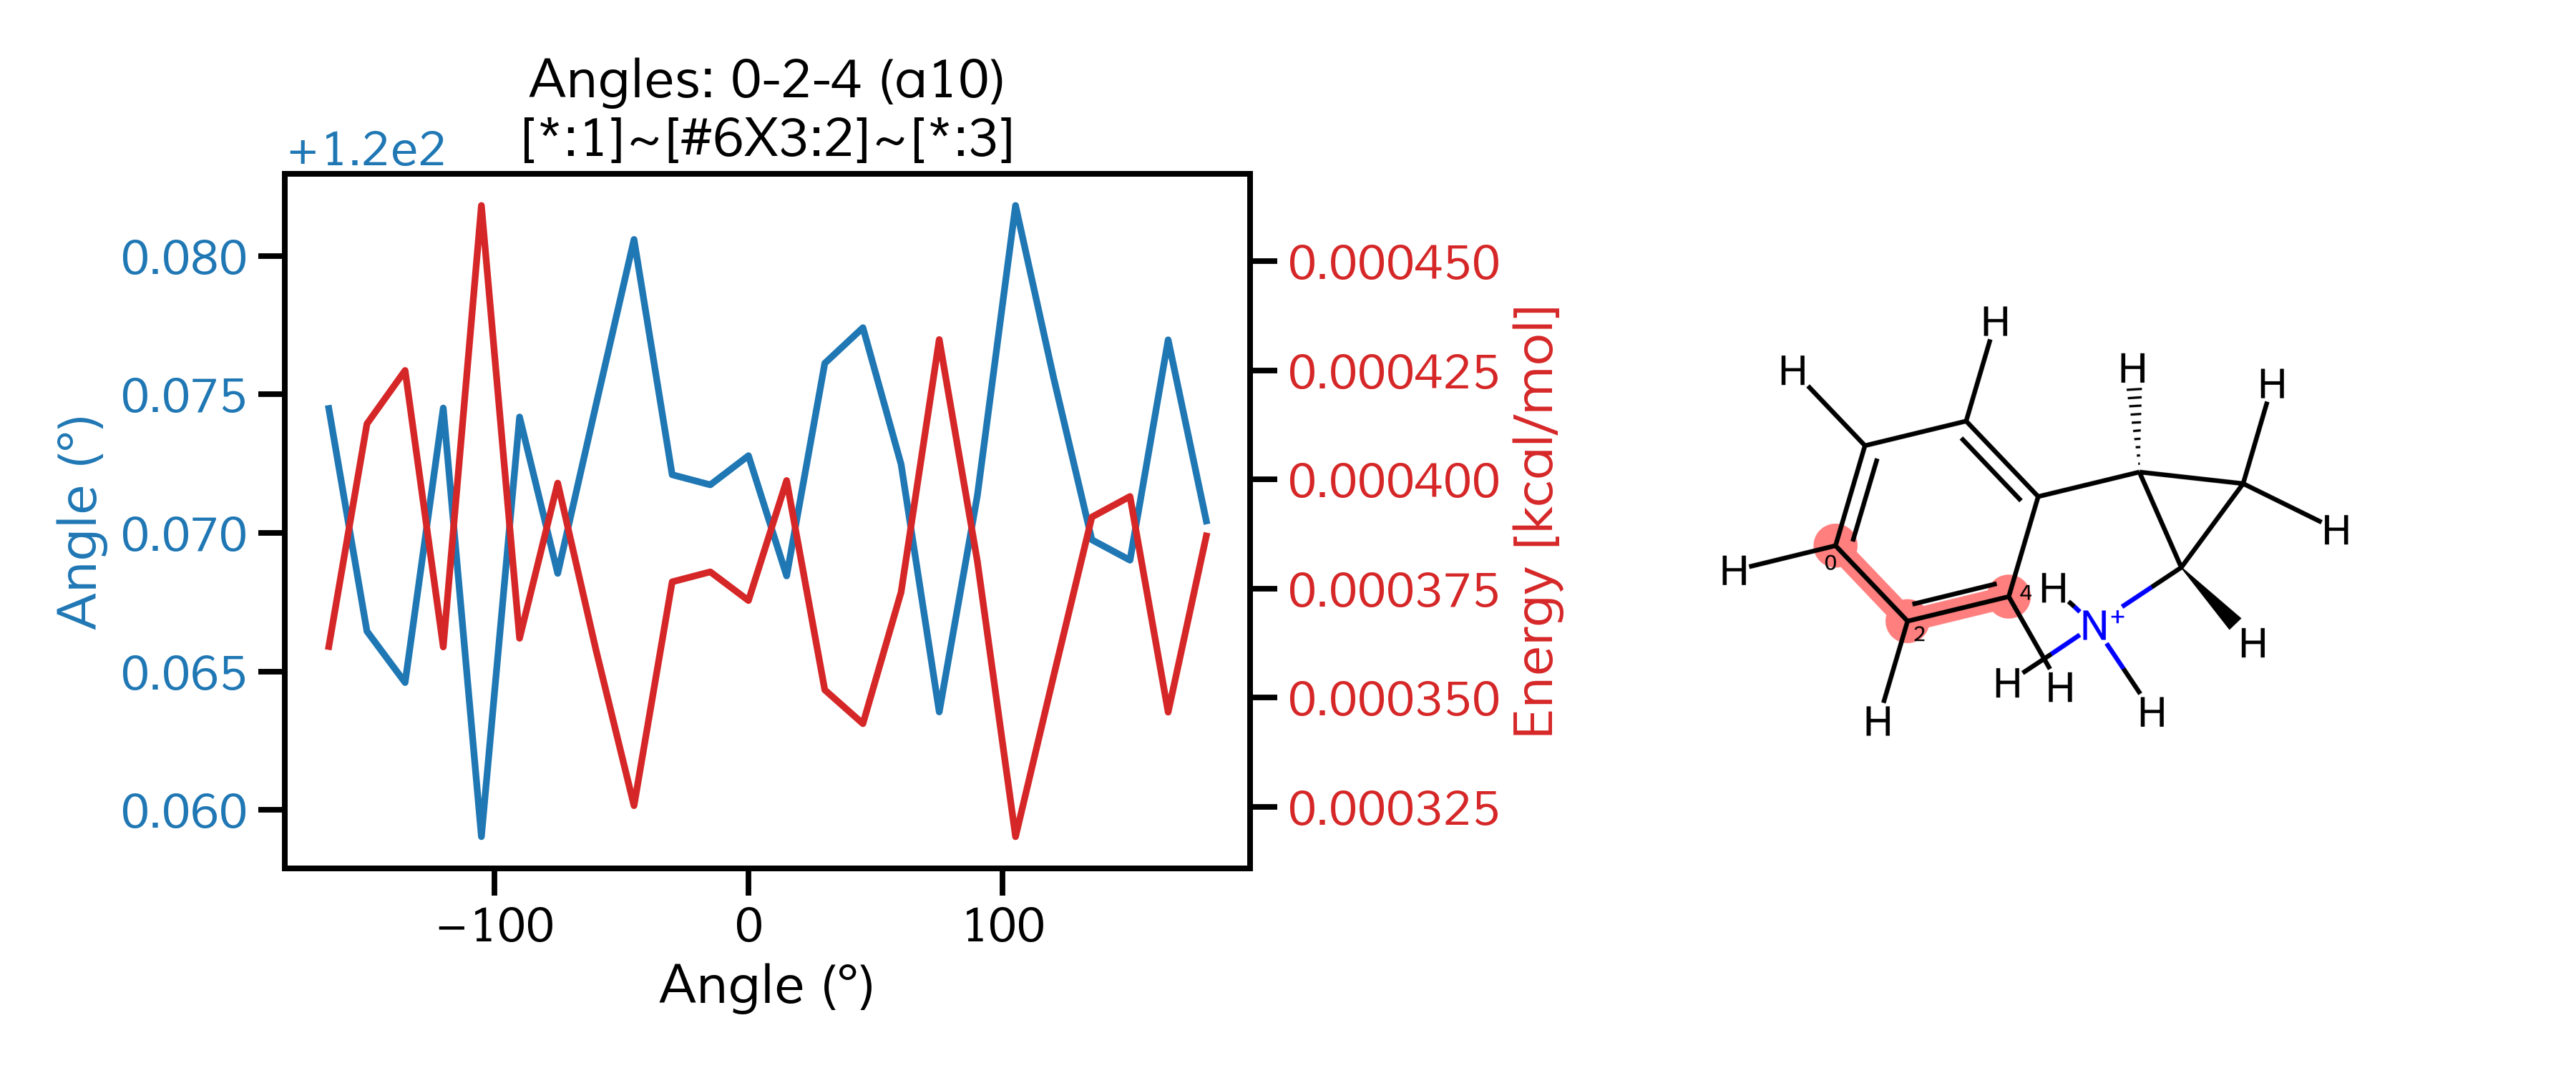 Angles: 0-2-4 (a10)
[*:1]~[#6X3:2]~[*:3]
+1.2e2
0.080
0.075
0.070
0.065
0.060
Angle (°)
−100
0
100
Angle (°)
0.000450
0.000425
0.000400
0.000375
0.000350
0.000325
Energy [kcal/mol]
H
H
H
H
H
H
H
0
4
H
2
N+
H
H
H
H
H